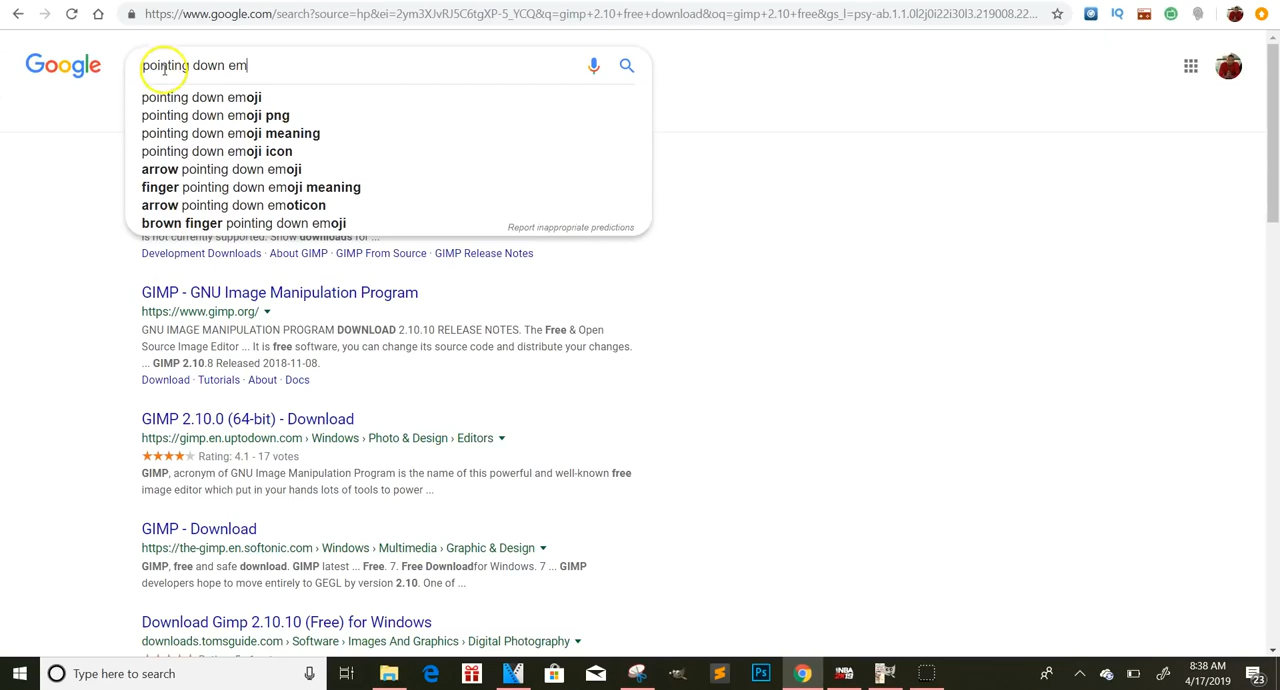 https://www.google.com/search?source=hp&ei=2ym3XJvRJ5C6tgXP-5_YCQ&q=gimp+2.10+free+download&oq=gimp+2.10+free&gs_l=psy-ab.1.1.0l2j0i22i30l3.219008.22...
IQ
Google
pointing down em
pointing down emoji
pointing down emoji png
pointing down emoji meaning
pointing down emoji icon
arrow pointing down emoji
finger pointing down emoji meaning
arrow pointing down emoticon
brown finger pointing down emoji
Report inappropriate predictions
is not currently supported. Show downloads for ...
Development Downloads · About GIMP · GIMP From Source · GIMP Release Notes
GIMP - GNU Image Manipulation Program
https://www.gimp.org/
GNU IMAGE MANIPULATION PROGRAM DOWNLOAD 2.10.10 RELEASE NOTES. The Free & Open
Source Image Editor ... It is free software, you can change its source code and distribute your changes.
... GIMP 2.10.8 Released 2018-11-08.
Download · Tutorials · About · Docs
GIMP 2.10.0 (64-bit) - Download
https://gimp.en.uptodown.com › Windows › Photo & Design › Editors
Rating: 4.1 - 17 votes
GIMP, acronym of GNU Image Manipulation Program is the name of this powerful and well-known free
image editor which put in your hands lots of tools to power ...
GIMP - Download
https://the-gimp.en.softonic.com › Windows › Multimedia › Graphic & Design
GIMP, free and safe download. GIMP latest ... Free. 7. Free Downloadfor Windows. 7 ... GIMP
developers hope to move entirely to GEGL by version 2.10. One of ...
Download Gimp 2.10.10 (Free) for Windows
downloads.tomsguide.com › Software › Images And Graphics › Digital Photography
Type here to search
Ps
NBA
8:38 AM
4/17/2019
23